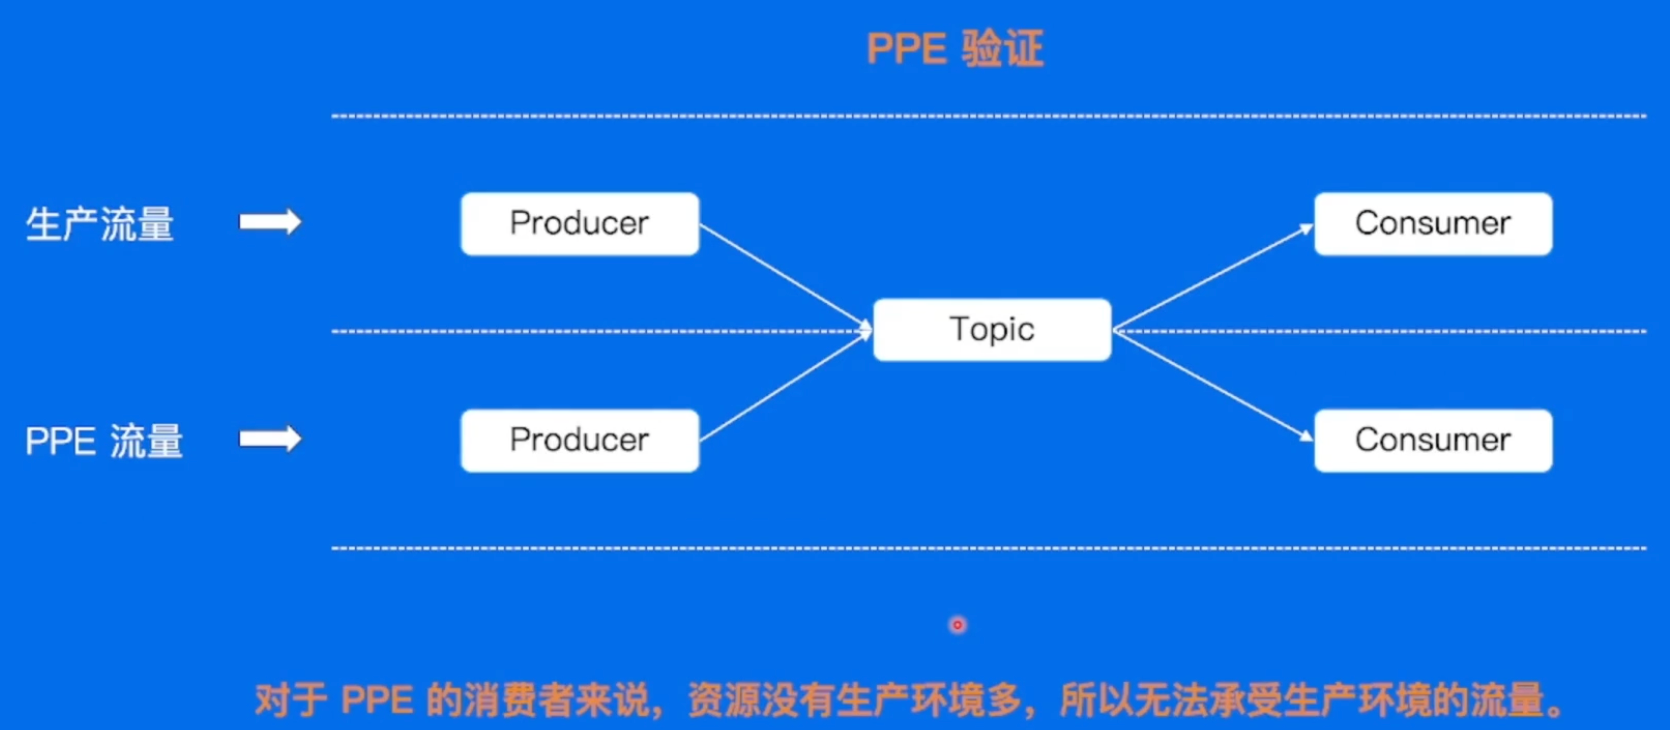 PPE 验证
生产流量
Producer
Consumer
Topic
PPE 流量
Producer
Consumer
对于 PPE 的消费者来说，资源没有生产环境多，所以无法承受生产环境的流量。